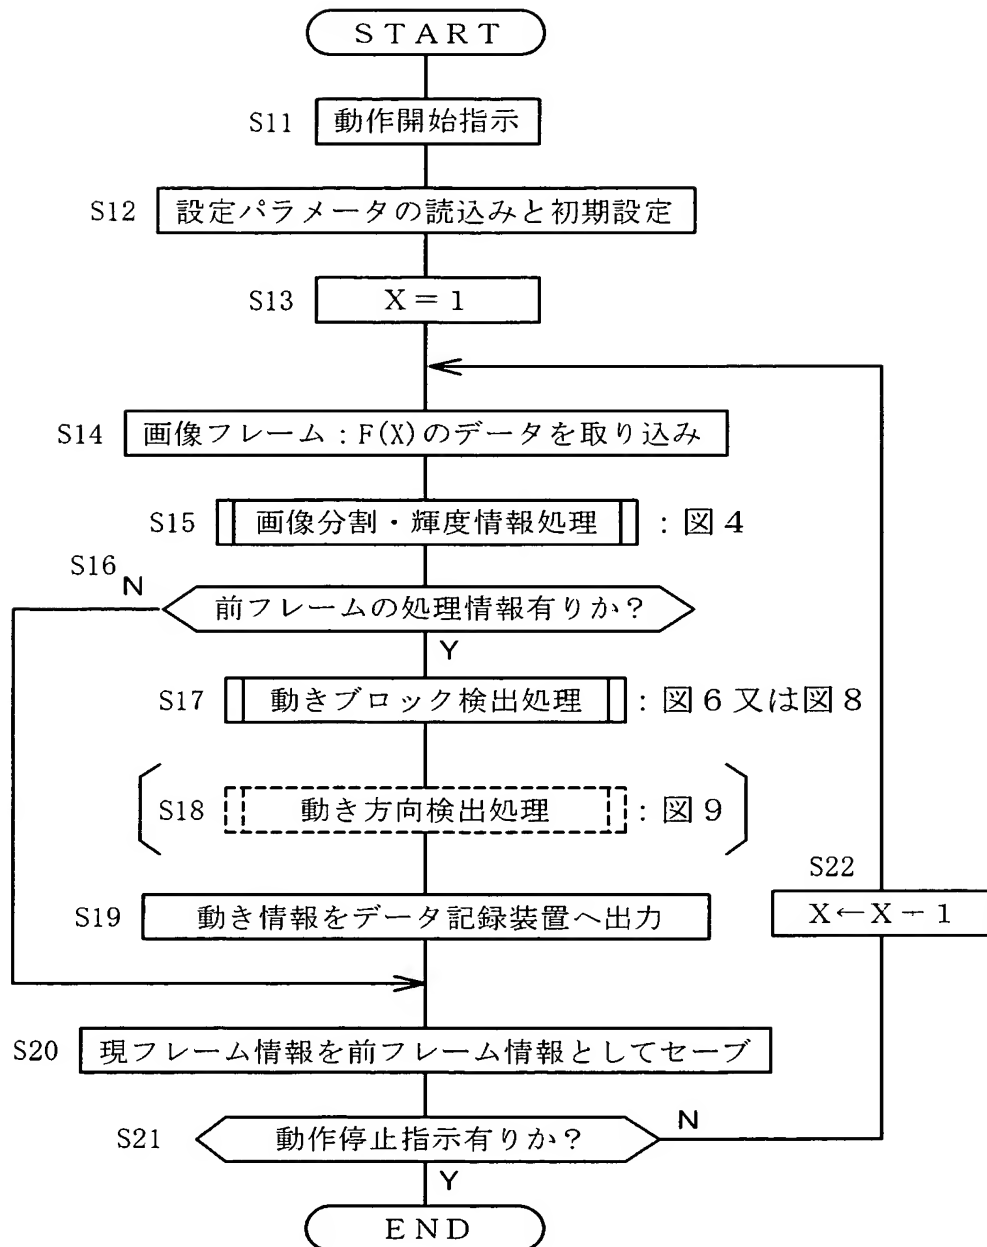 START
S11 動作開始指示
S12 設定パラメータの読込みと初期設定
S13 X=1
S14 画像フレーム:F(X)のデータを取り込み
S15 画像分割・輝度情報処理 :図4
S16 N
前フレームの処理情報有りか?
Y
S17 動きブロック検出処理 :図6又は図8
S18 動き方向検出処理 :図9
S22
S19 動き情報をデータ記録装置へ出力
X←X-1
S20 現フレーム情報を前フレーム情報としてセーブ
S21 動作停止指示有りか? N
Y
END